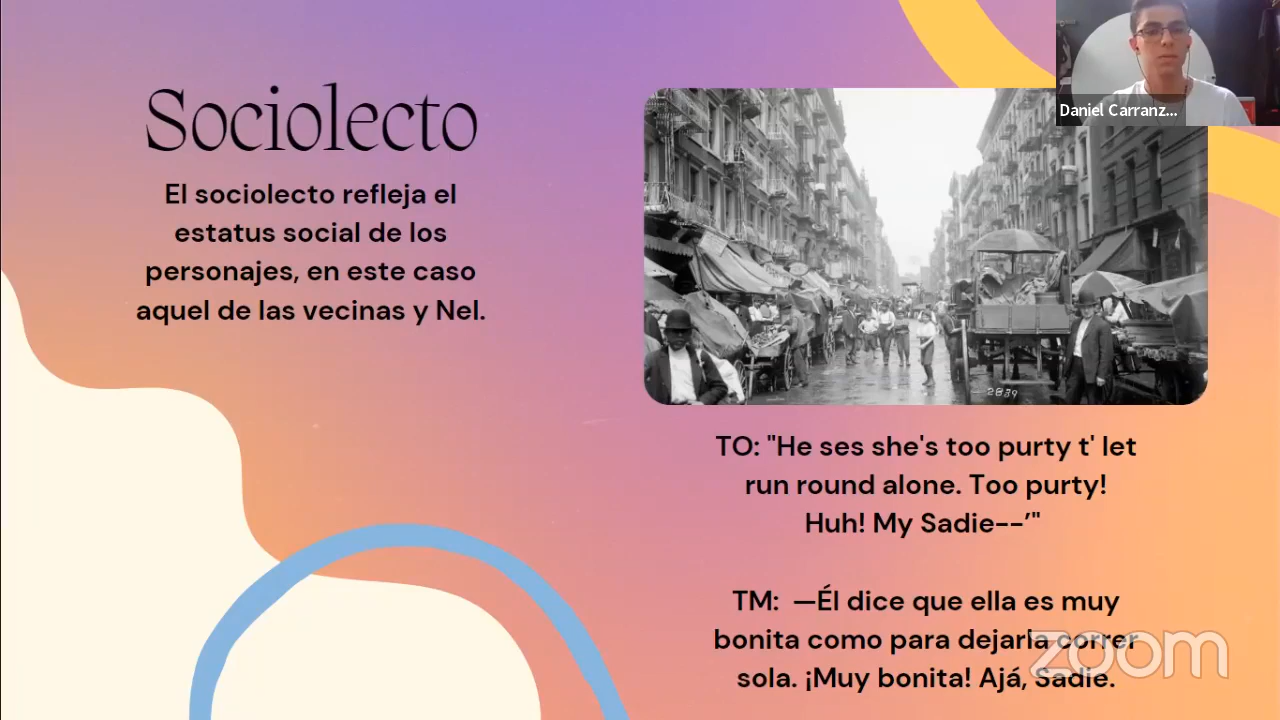 Sociolecto
El sociolecto refleja el
estatus social de los
personajes, en este caso
aquel de las vecinas y Nel.
Daniel Carranz...
2839
TO: "He ses she's too purty t' let
run round alone. Too purty!
Huh! My Sadie--’"
TM: —Él dice que ella es muy
bonita como para dejarla correr
sola. ¡Muy bonita! Ajá, Sadie.
zoom